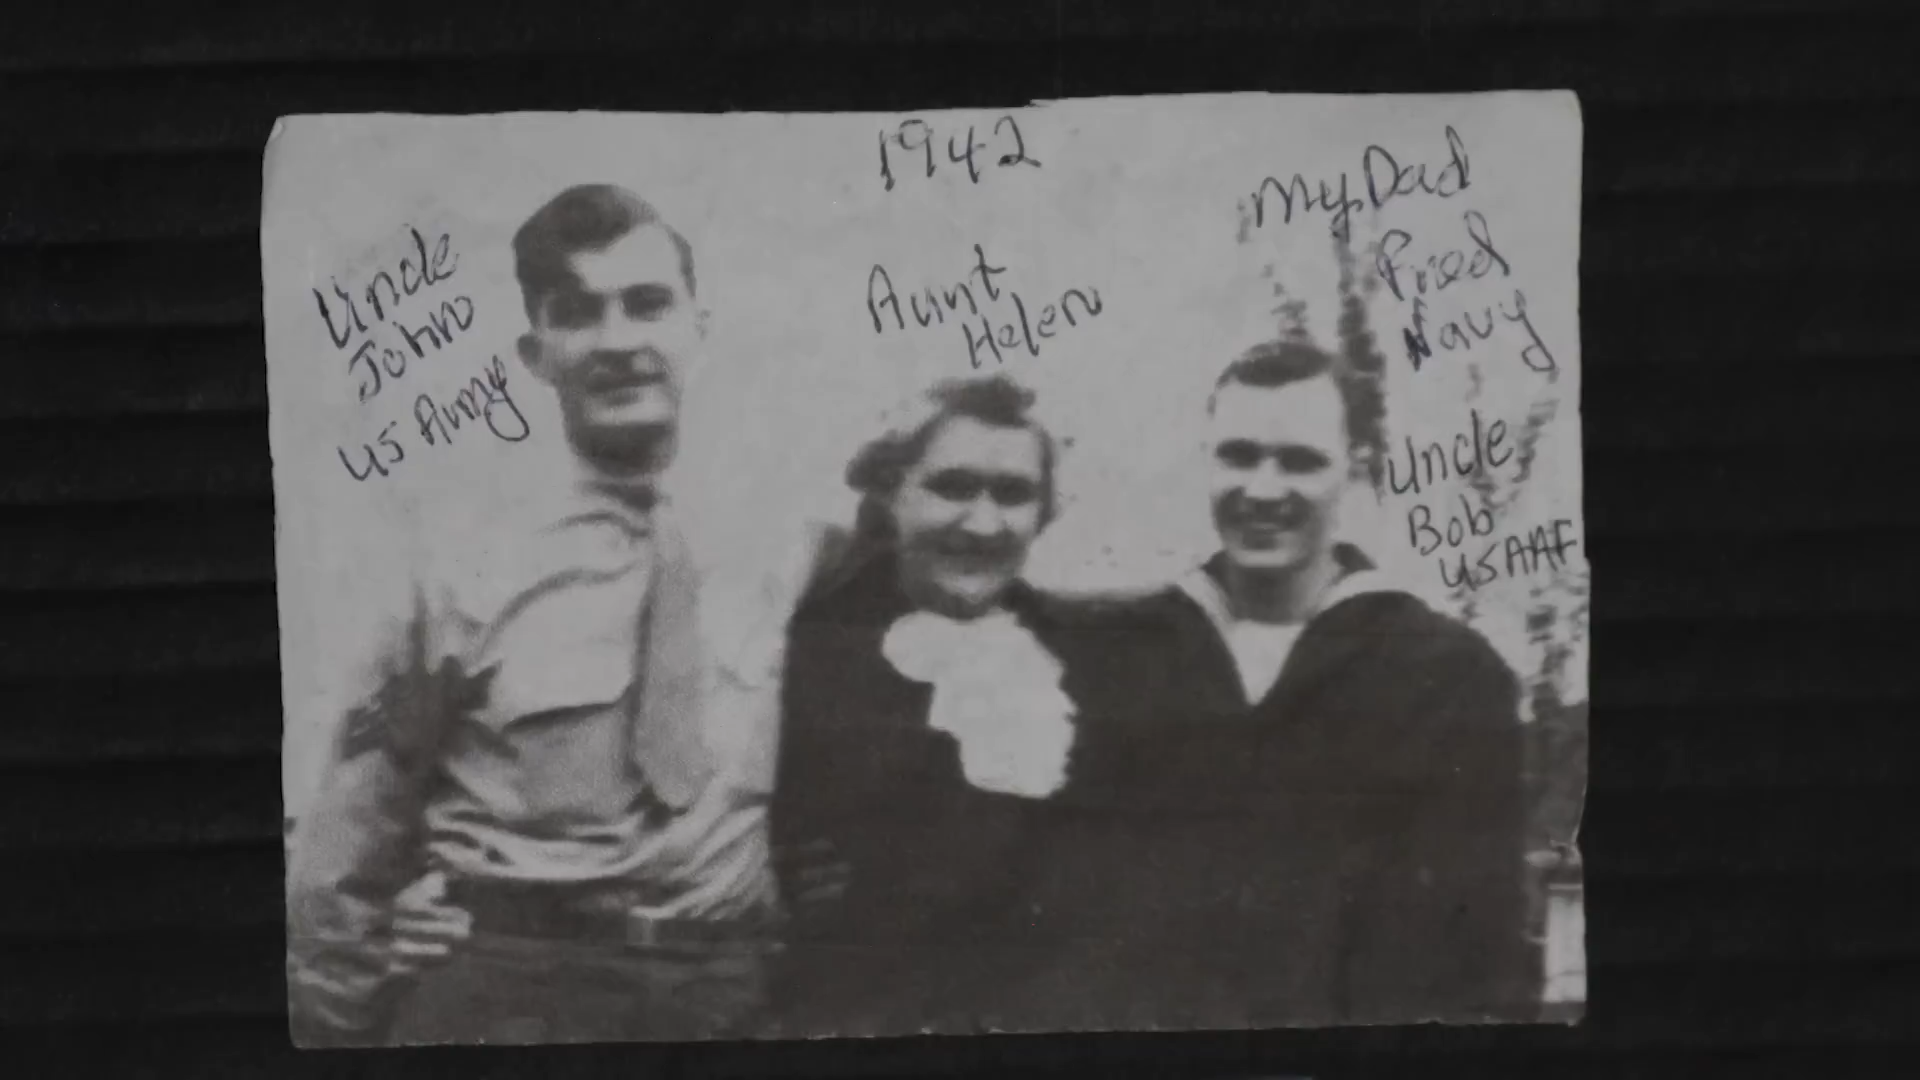 1942
Uncle
John
US Army
Aunt
Helen
My Dad
Fred
Navy
Uncle
Bob
USAAF